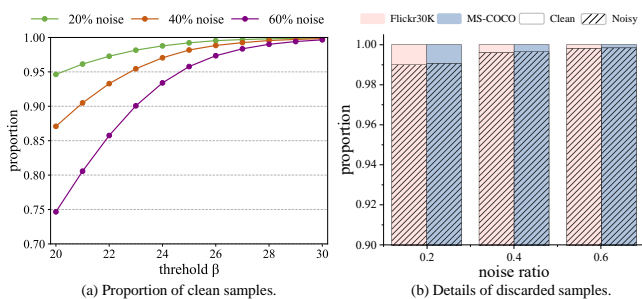 20% noise 40% noise 60% noise
1.00
0.95
0.90
0.85
0.80
0.75
0.70
proportion
20 22 24 26 28 30
threhold β
(a) Proportion of clean samples.
Flickr30K MS-COCO Clean Noisy
1.00
0.98
0.96
0.94
0.92
0.90
proportion
0.2 0.4 0.6
noise ratio
(b) Details of discarded samples.